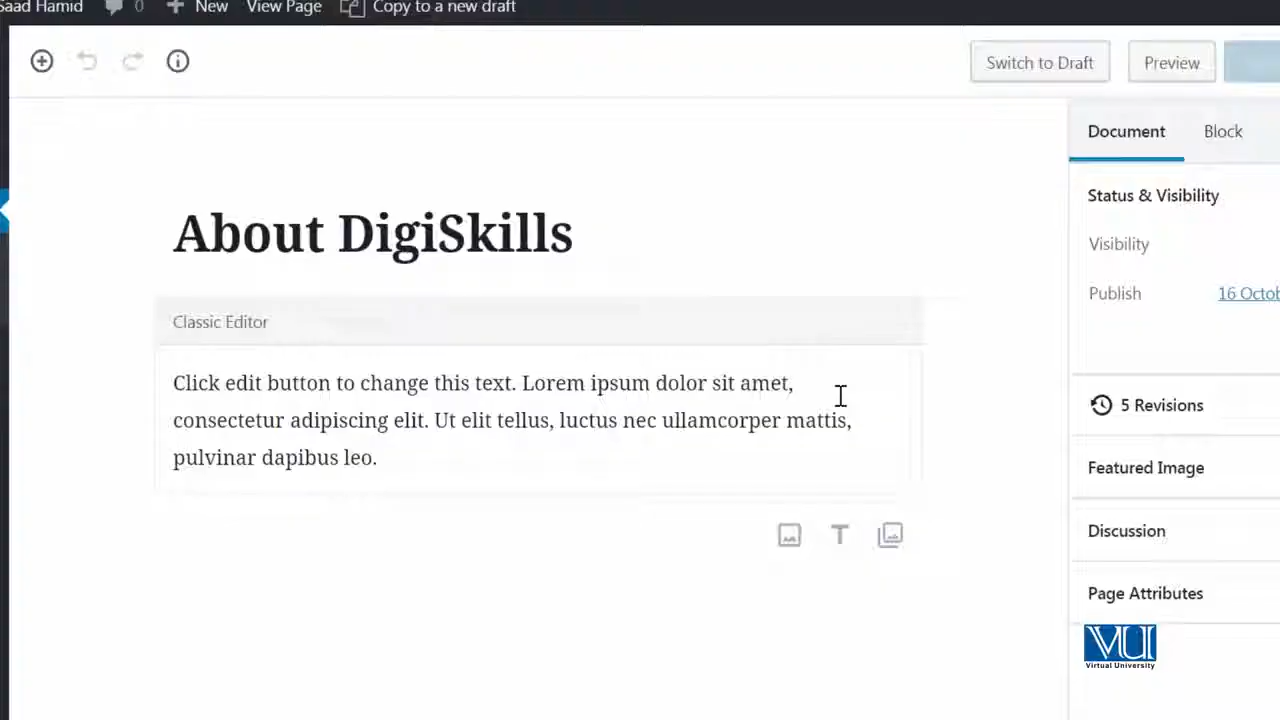 Saad Hamid 0 New View Page Copy to a new draft
Switch to Draft Preview
Document Block
Status & Visibility
Visibility
Publish 16 Octob
5 Revisions
Featured Image
Discussion
Page Attributes
About DigiSkills
Classic Editor
Click edit button to change this text. Lorem ipsum dolor sit amet,
consectetur adipiscing elit. Ut elit tellus, luctus nec ullamcorper mattis,
pulvinar dapibus leo.
T
VU
Virtual University